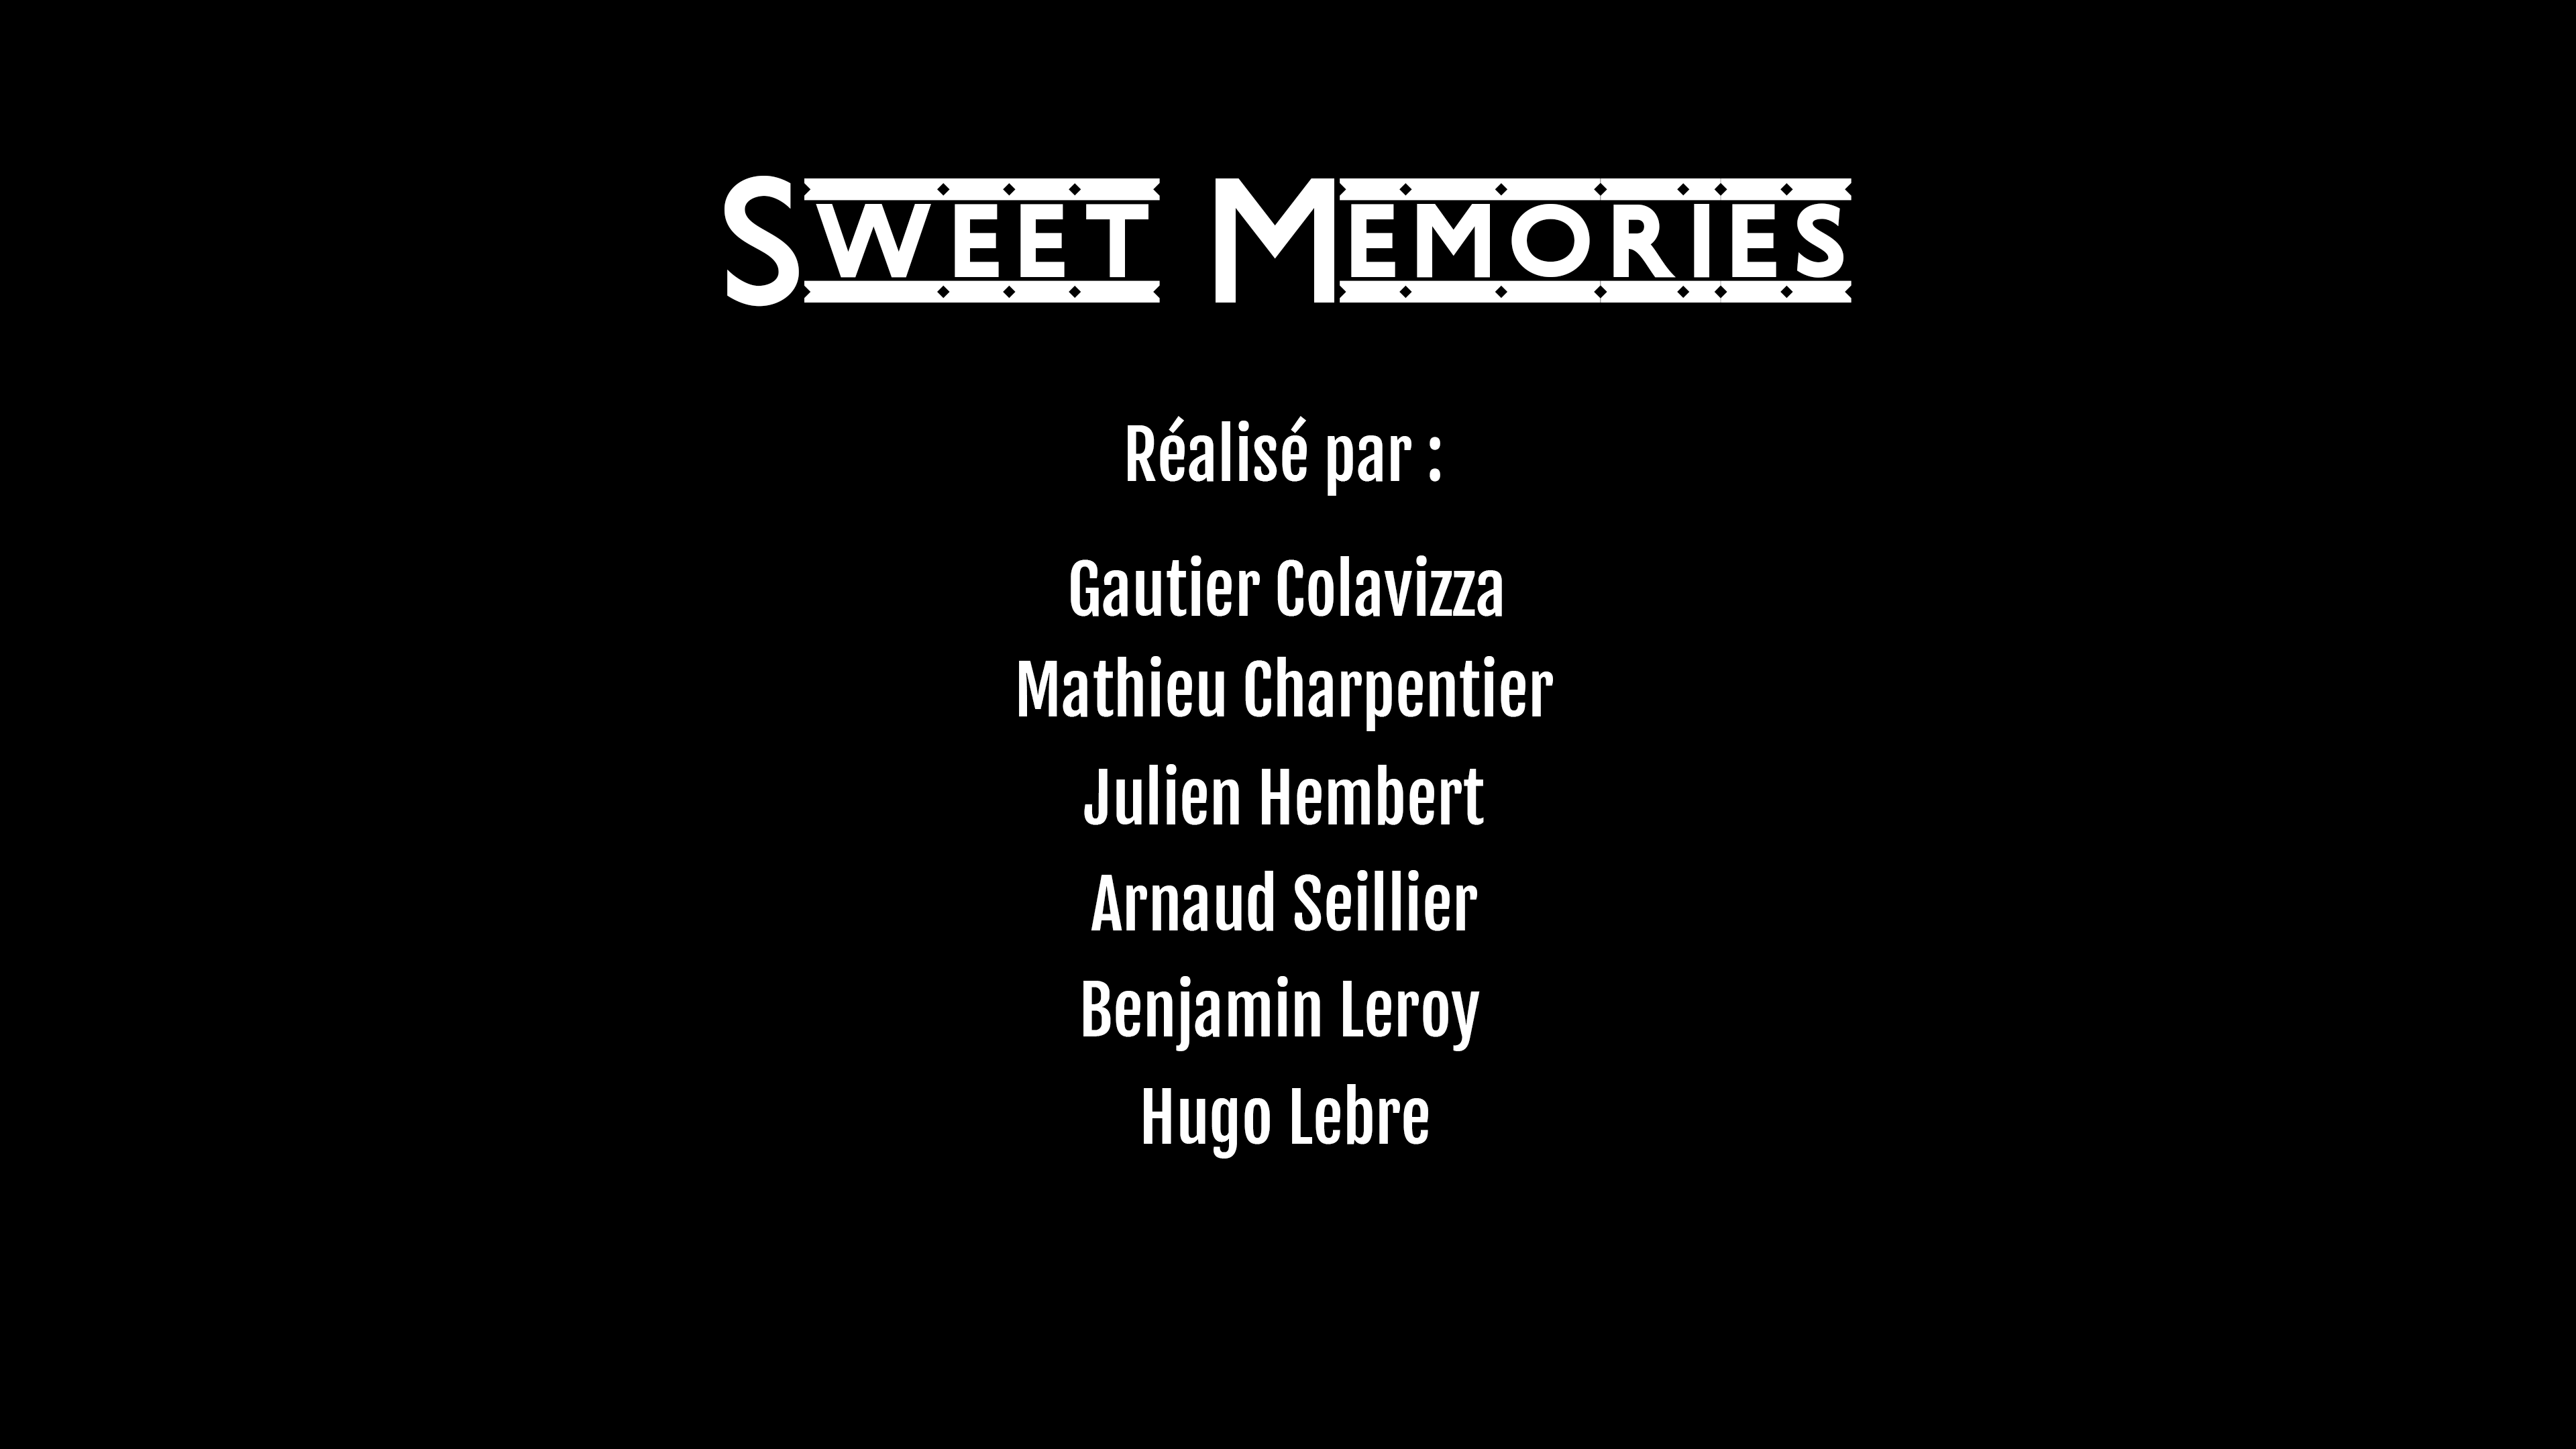 SWEET MEMORIES
Réalisé par :
Gautier Colavizza
Mathieu Charpentier
Julien Hembert
Arnaud Seillier
Benjamin Leroy
Hugo Lebre